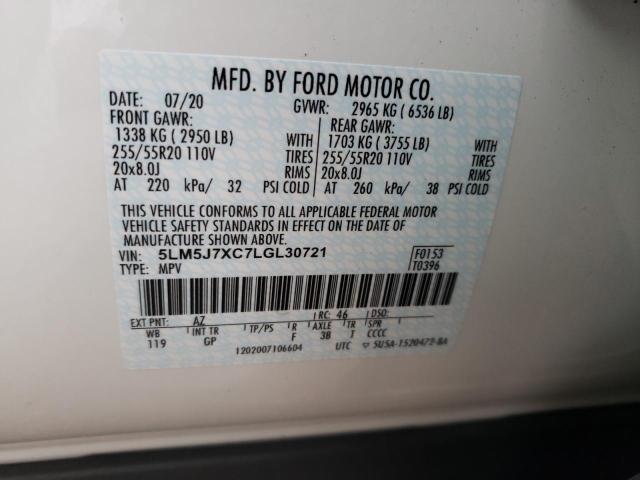 MFD. BY FORD MOTOR CO.
DATE: 07/20 GVWR: 2965 KG ( 6536 LB)
FRONT GAWR: REAR GAWR:
1338 KG ( 2950 LB) WITH 1703 KG ( 3755 LB) WITH
255/55R20 110V TIRES 255/55R20 110V TIRES
20x8.0J RIMS 20x8.0J RIMS
AT 220 kPa/ 32 PSI COLD AT 260 kPa/ 38 PSI COLD
THIS VEHICLE CONFORMS TO ALL APPLICABLE FEDERAL MOTOR
VEHICLE SAFETY STANDARDS IN EFFECT ON THE DATE OF
MANUFACTURE SHOWN ABOVE.
VIN: 5LM5J7XC7LGL30721 F0153
TYPE: MPV T0396
EXT PNT: AZ RC: 46 DSO:
WB INT TR TP/PS R AXLE TR SPR
119 GP F 3B T CCCC
1202007106604 UTC 5U5A-1520472-BA